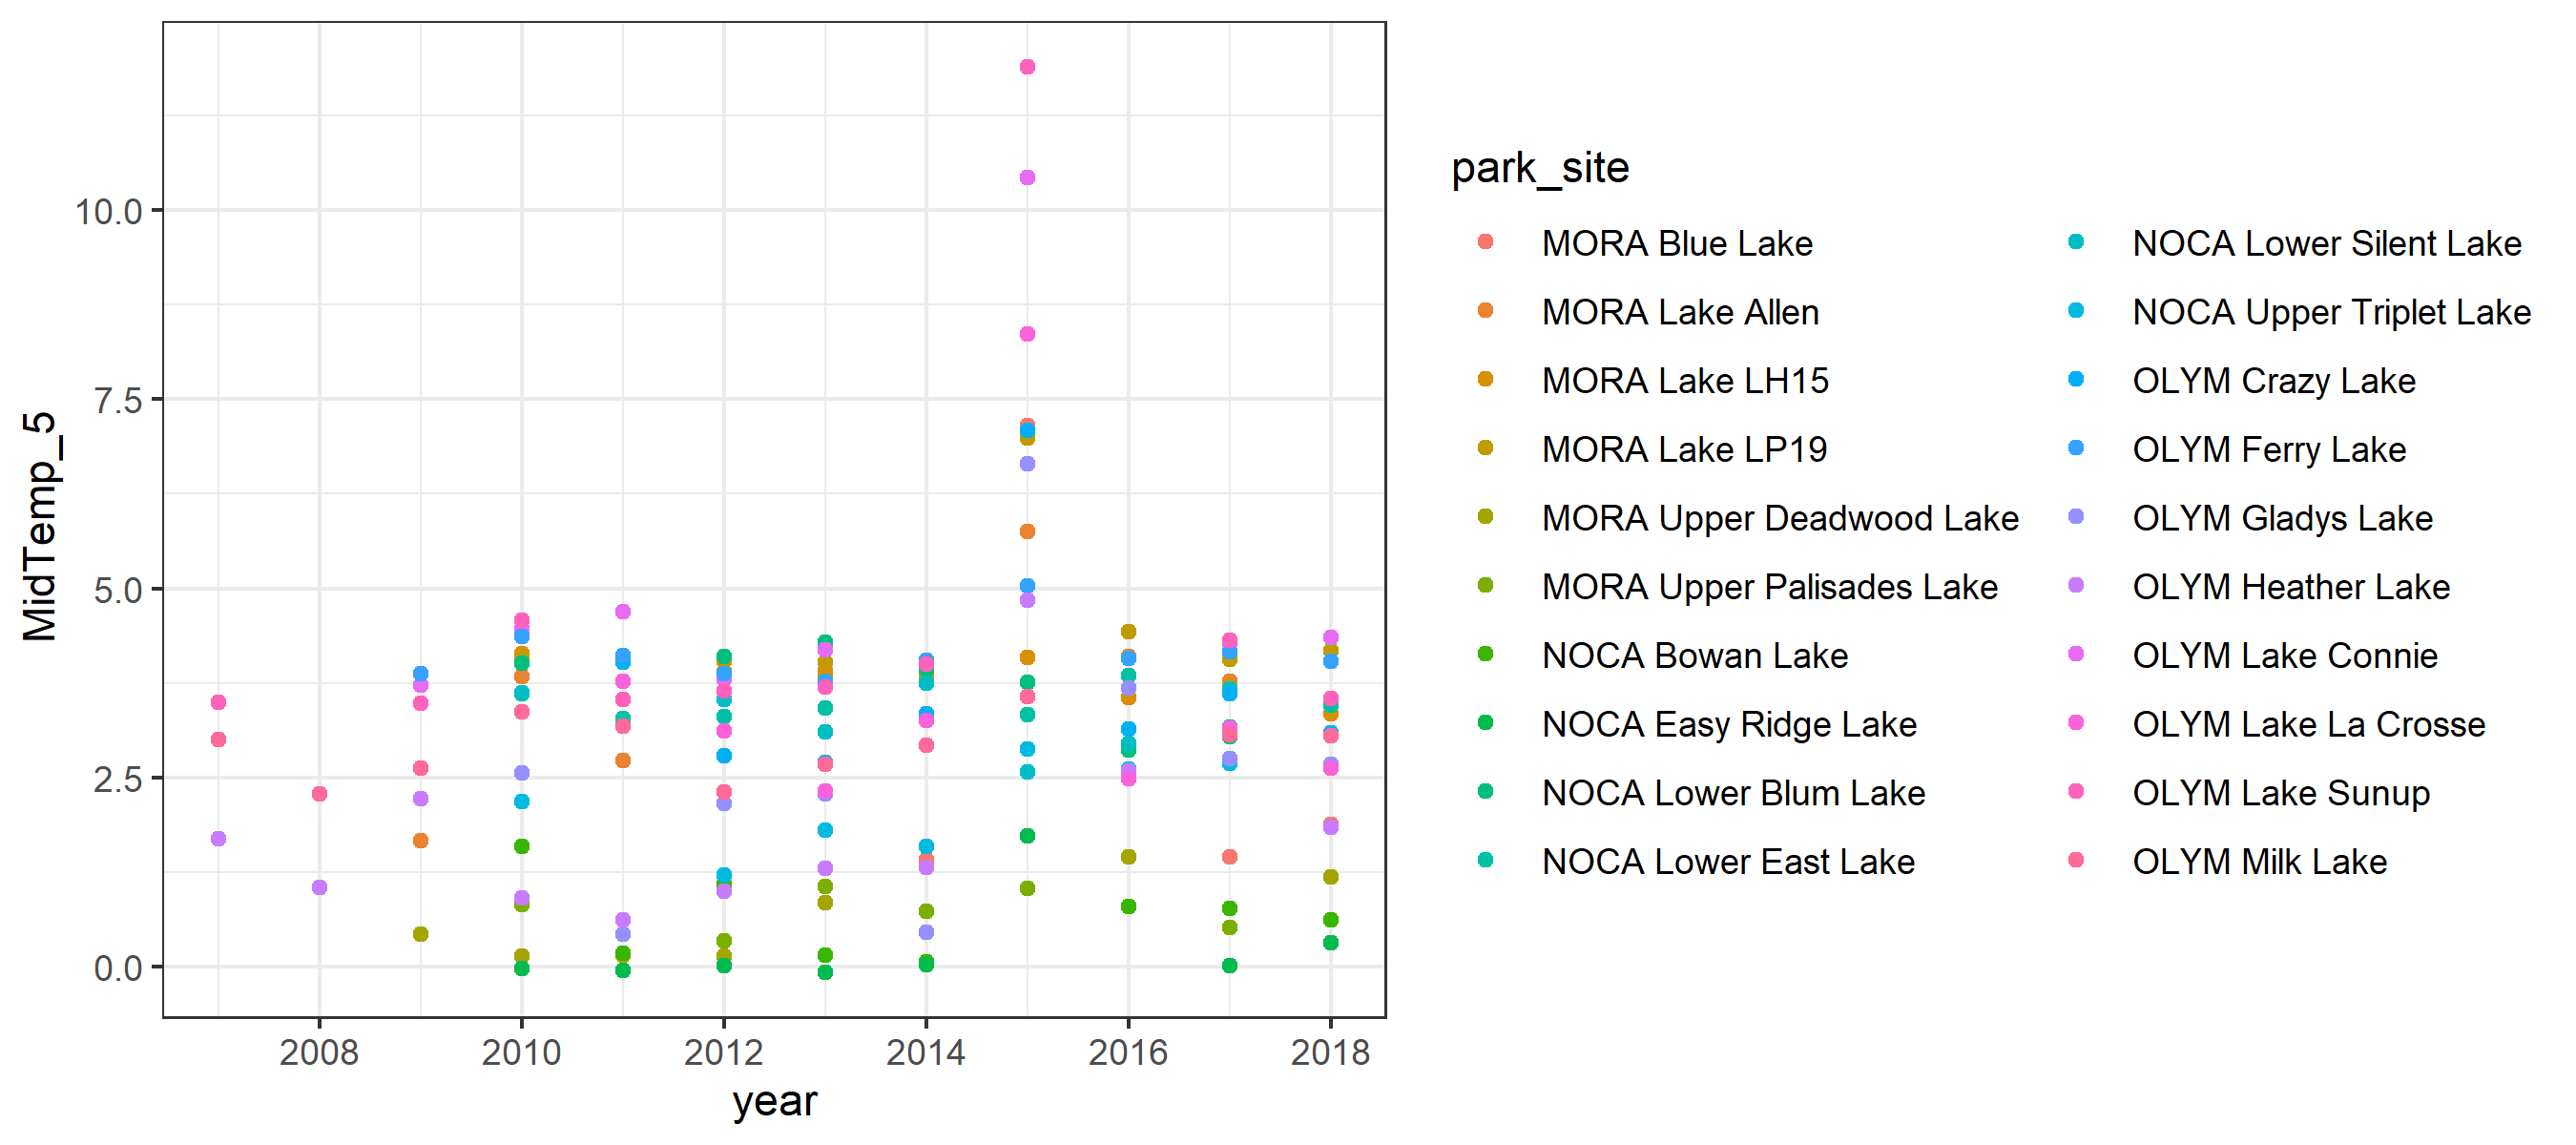 10.0
7.5
5.0
2.5
0.0
MidTemp_5
2008 2010 2012 2014 2016 2018
year
park_site
MORA Blue Lake
MORA Lake Allen
MORA Lake LH15
MORA Lake LP19
MORA Upper Deadwood Lake
MORA Upper Palisades Lake
NOCA Bowan Lake
NOCA Easy Ridge Lake
NOCA Lower Blum Lake
NOCA Lower East Lake
NOCA Lower Silent Lake
NOCA Upper Triplet Lake
OLYM Crazy Lake
OLYM Ferry Lake
OLYM Gladys Lake
OLYM Heather Lake
OLYM Lake Connie
OLYM Lake La Crosse
OLYM Lake Sunup
OLYM Milk Lake